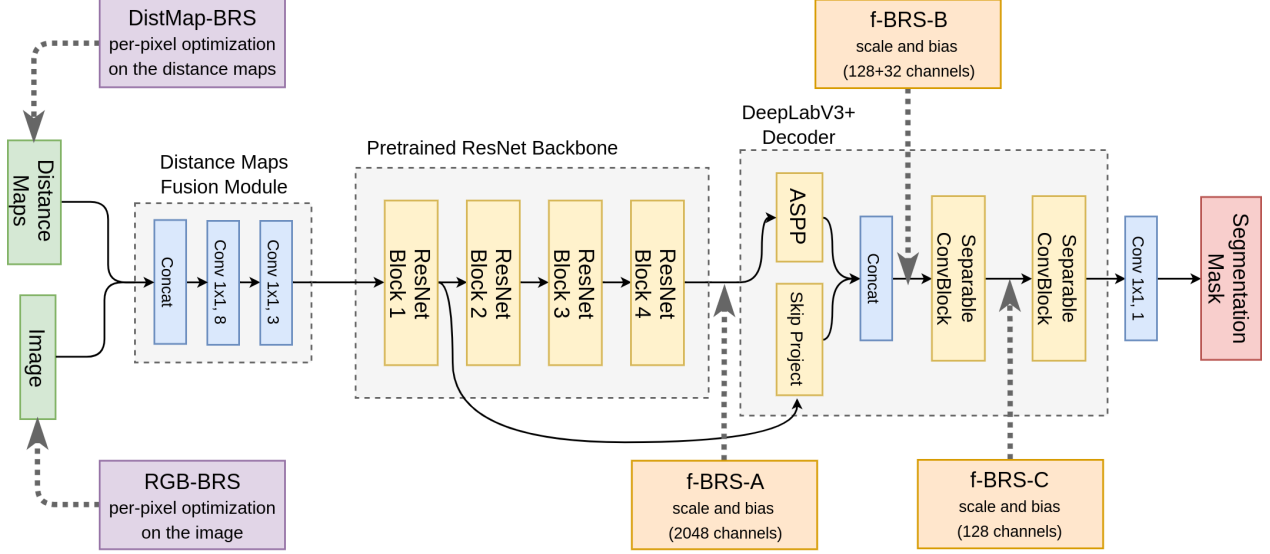 DistMap-BRS
per-pixel optimization
on the distance maps
f-BRS-B
scale and bias
(128+32 channels)
DeepLabV3+
Decoder
Pretrained ResNet Backbone
Distance Maps
Fusion Module
Distance
Maps
Image
Concat
Conv 1x1, 8
Conv 1x1, 3
ResNet
Block 1
ResNet
Block 2
ResNet
Block 3
ResNet
Block 4
ASPP
Skip Project
Concat
Separable
ConvBlock
Separable
ConvBlock
Conv 1x1, 1
Segmentation
Mask
RGB-BRS
per-pixel optimization
on the image
f-BRS-A
scale and bias
(2048 channels)
f-BRS-C
scale and bias
(128 channels)